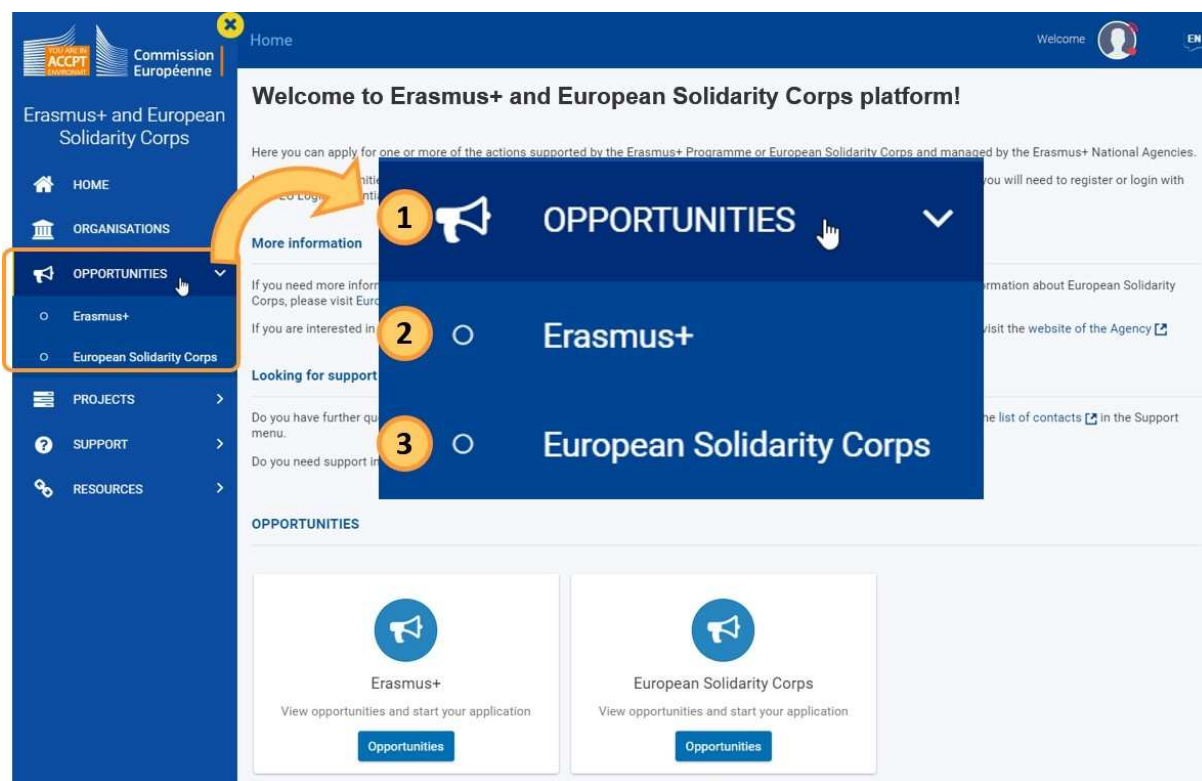 YOU ARE IN
ACCPT
ENVIRONMENT
Commission
Européenne
Erasmus+ and European
Solidarity Corps
HOME
ORGANISATIONS
OPPORTUNITIES
Erasmus+
European Solidarity Corps
PROJECTS
SUPPORT
RESOURCES
Home
Welcome
EN
Welcome to Erasmus+ and European Solidarity Corps platform!
Here you can apply for one or more of the actions supported by the Erasmus+ Programme or European Solidarity Corps and managed by the Erasmus+ National Agencies.
you will need to register or login with
More information
If you need more ormation about European Solidarity
Corps, please visit
If you are interested in visit the website of the Agency
Looking for support
Do you have further list of contacts in the Support
menu.
Do you need support
1 OPPORTUNITIES
2 Erasmus+
3 European Solidarity Corps
OPPORTUNITIES
Erasmus+
View opportunities and start your application
Opportunities
European Solidarity Corps
View opportunities and start your application
Opportunities